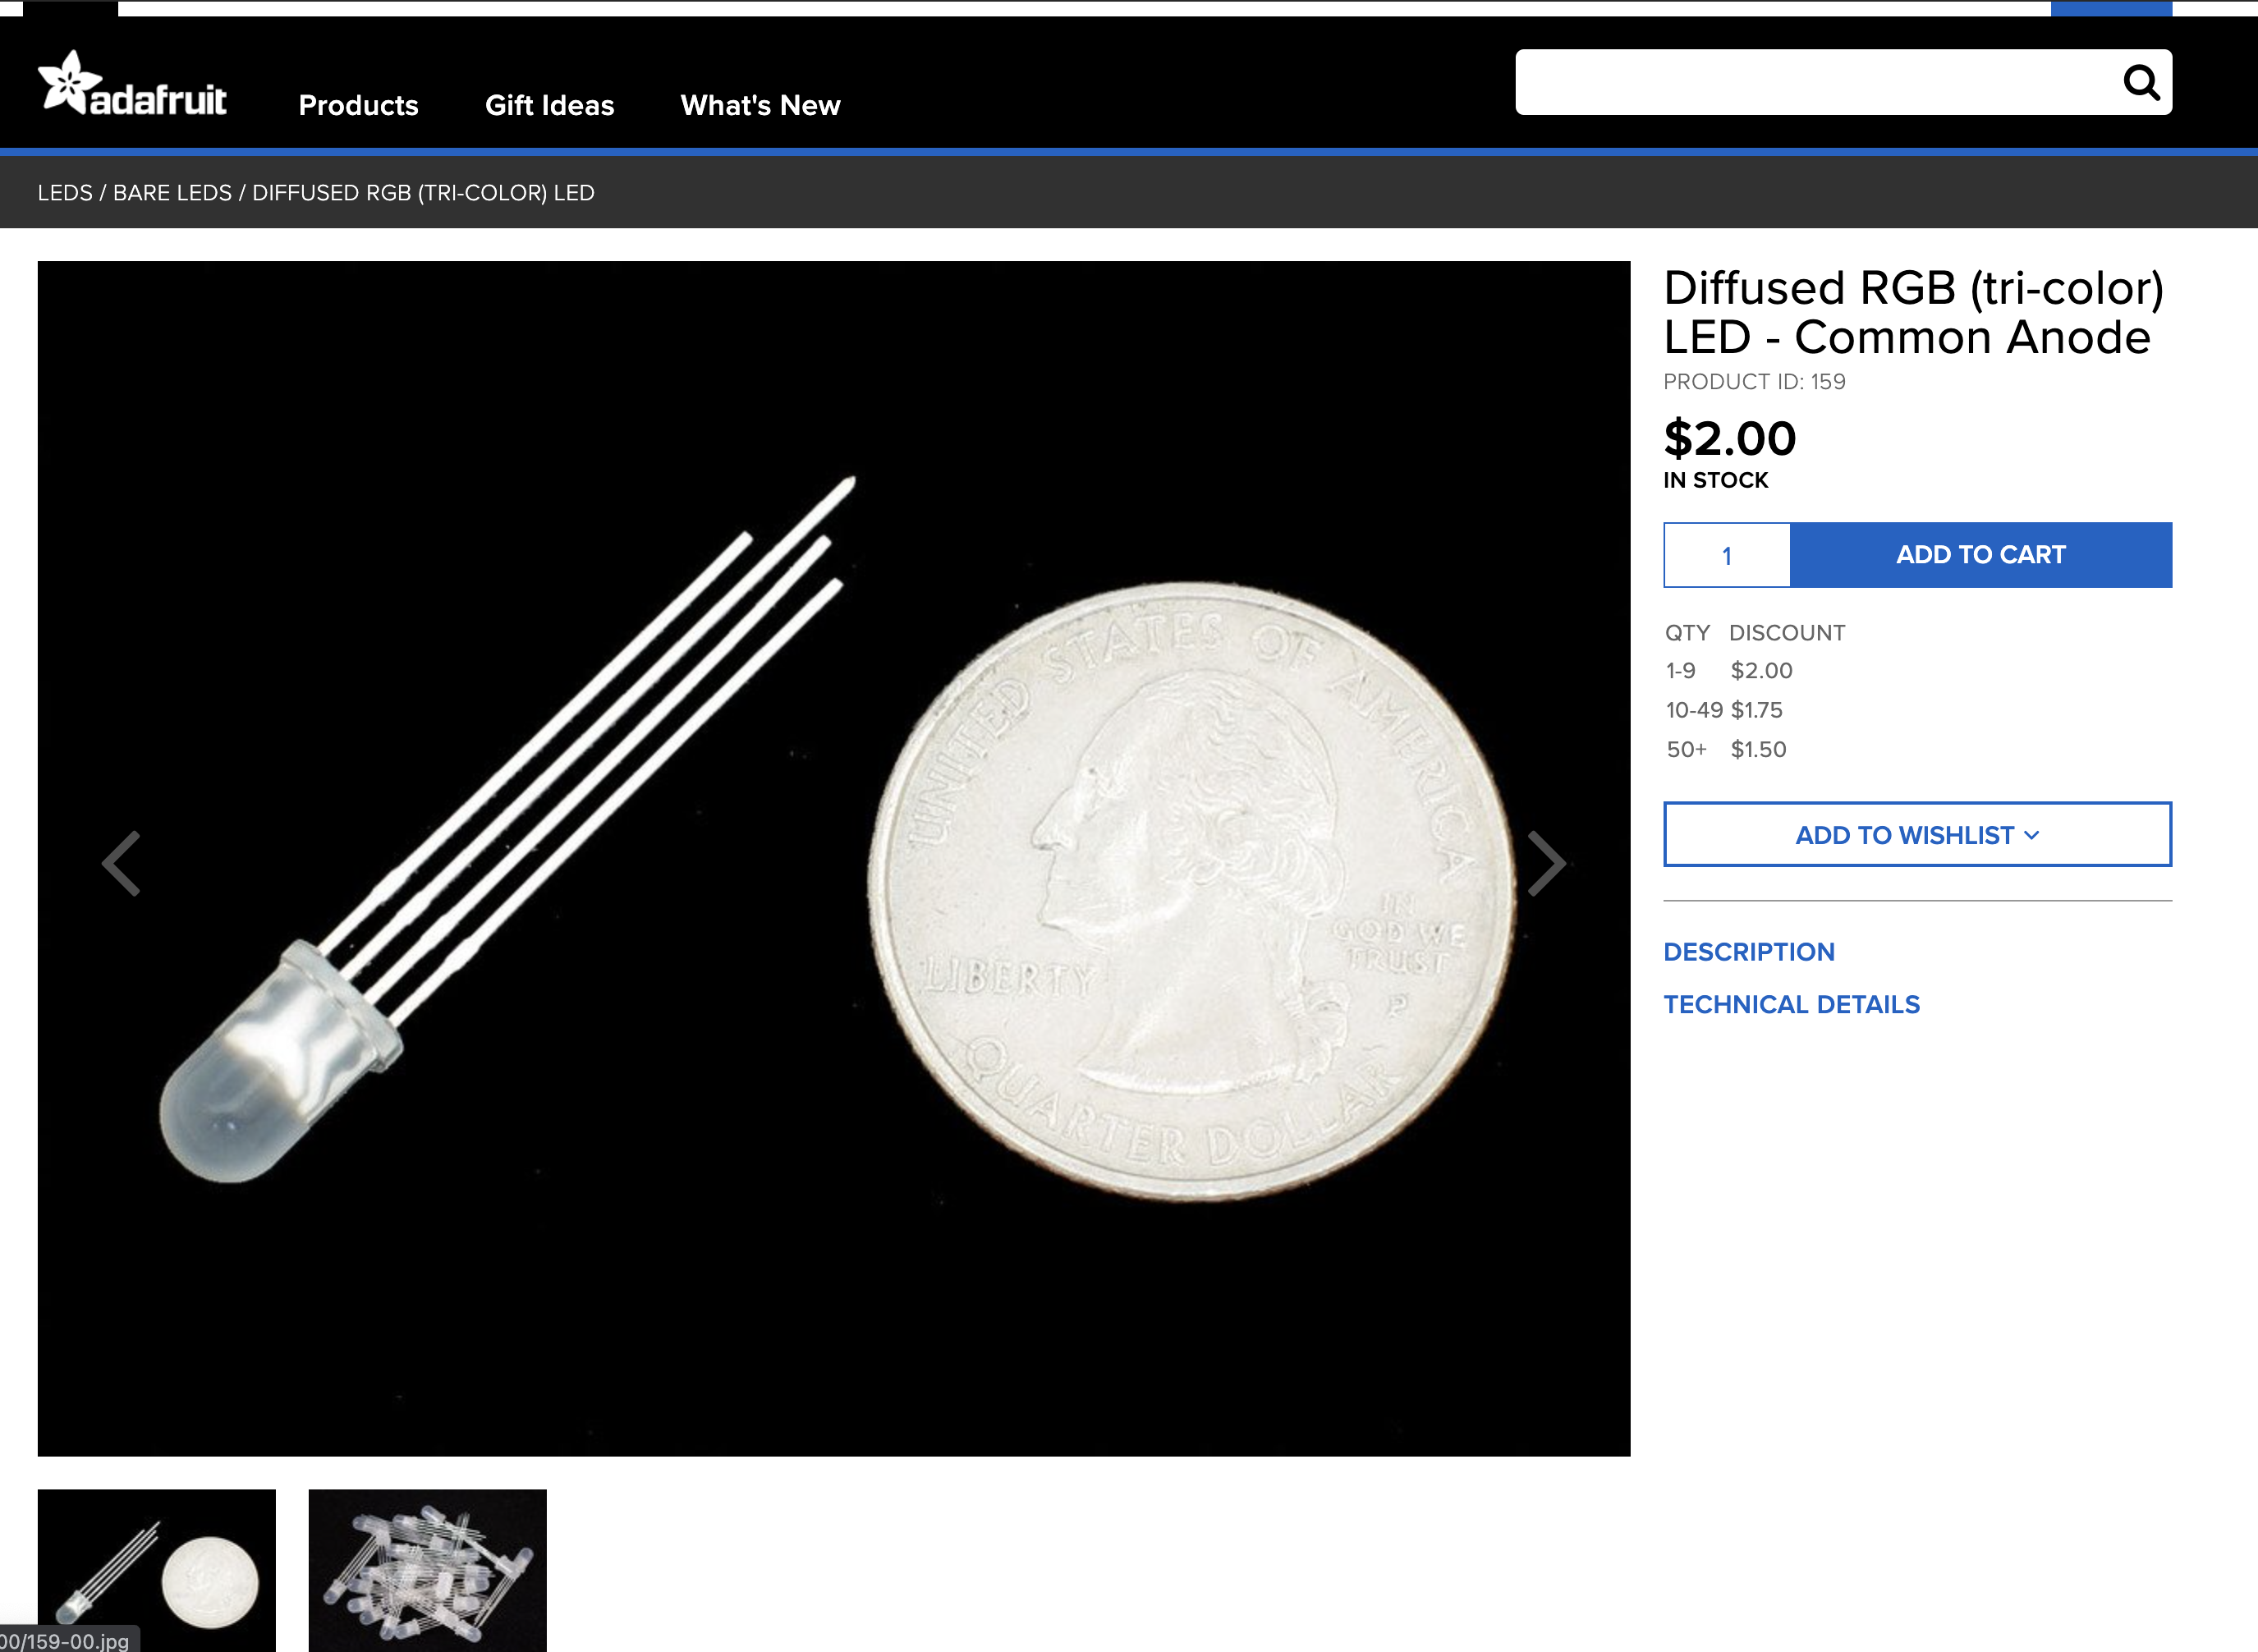 adafruit
Products
Gift Ideas
What's New
LEDS / BARE LEDS / DIFFUSED RGB (TRI-COLOR) LED
Diffused RGB (tri-color)
LED - Common Anode
PRODUCT ID: 159
$2.00
IN STOCK
1
ADD TO CART
QTY DISCOUNT
1-9 $2.00
10-49 $1.75
50+ $1.50
ADD TO WISHLIST
DESCRIPTION
TECHNICAL DETAILS
UNITED STATES OF AMERICA
LIBERTY
IN
GOD WE
TRUST
P
QUARTER DOLLAR
00/159-00.jpg